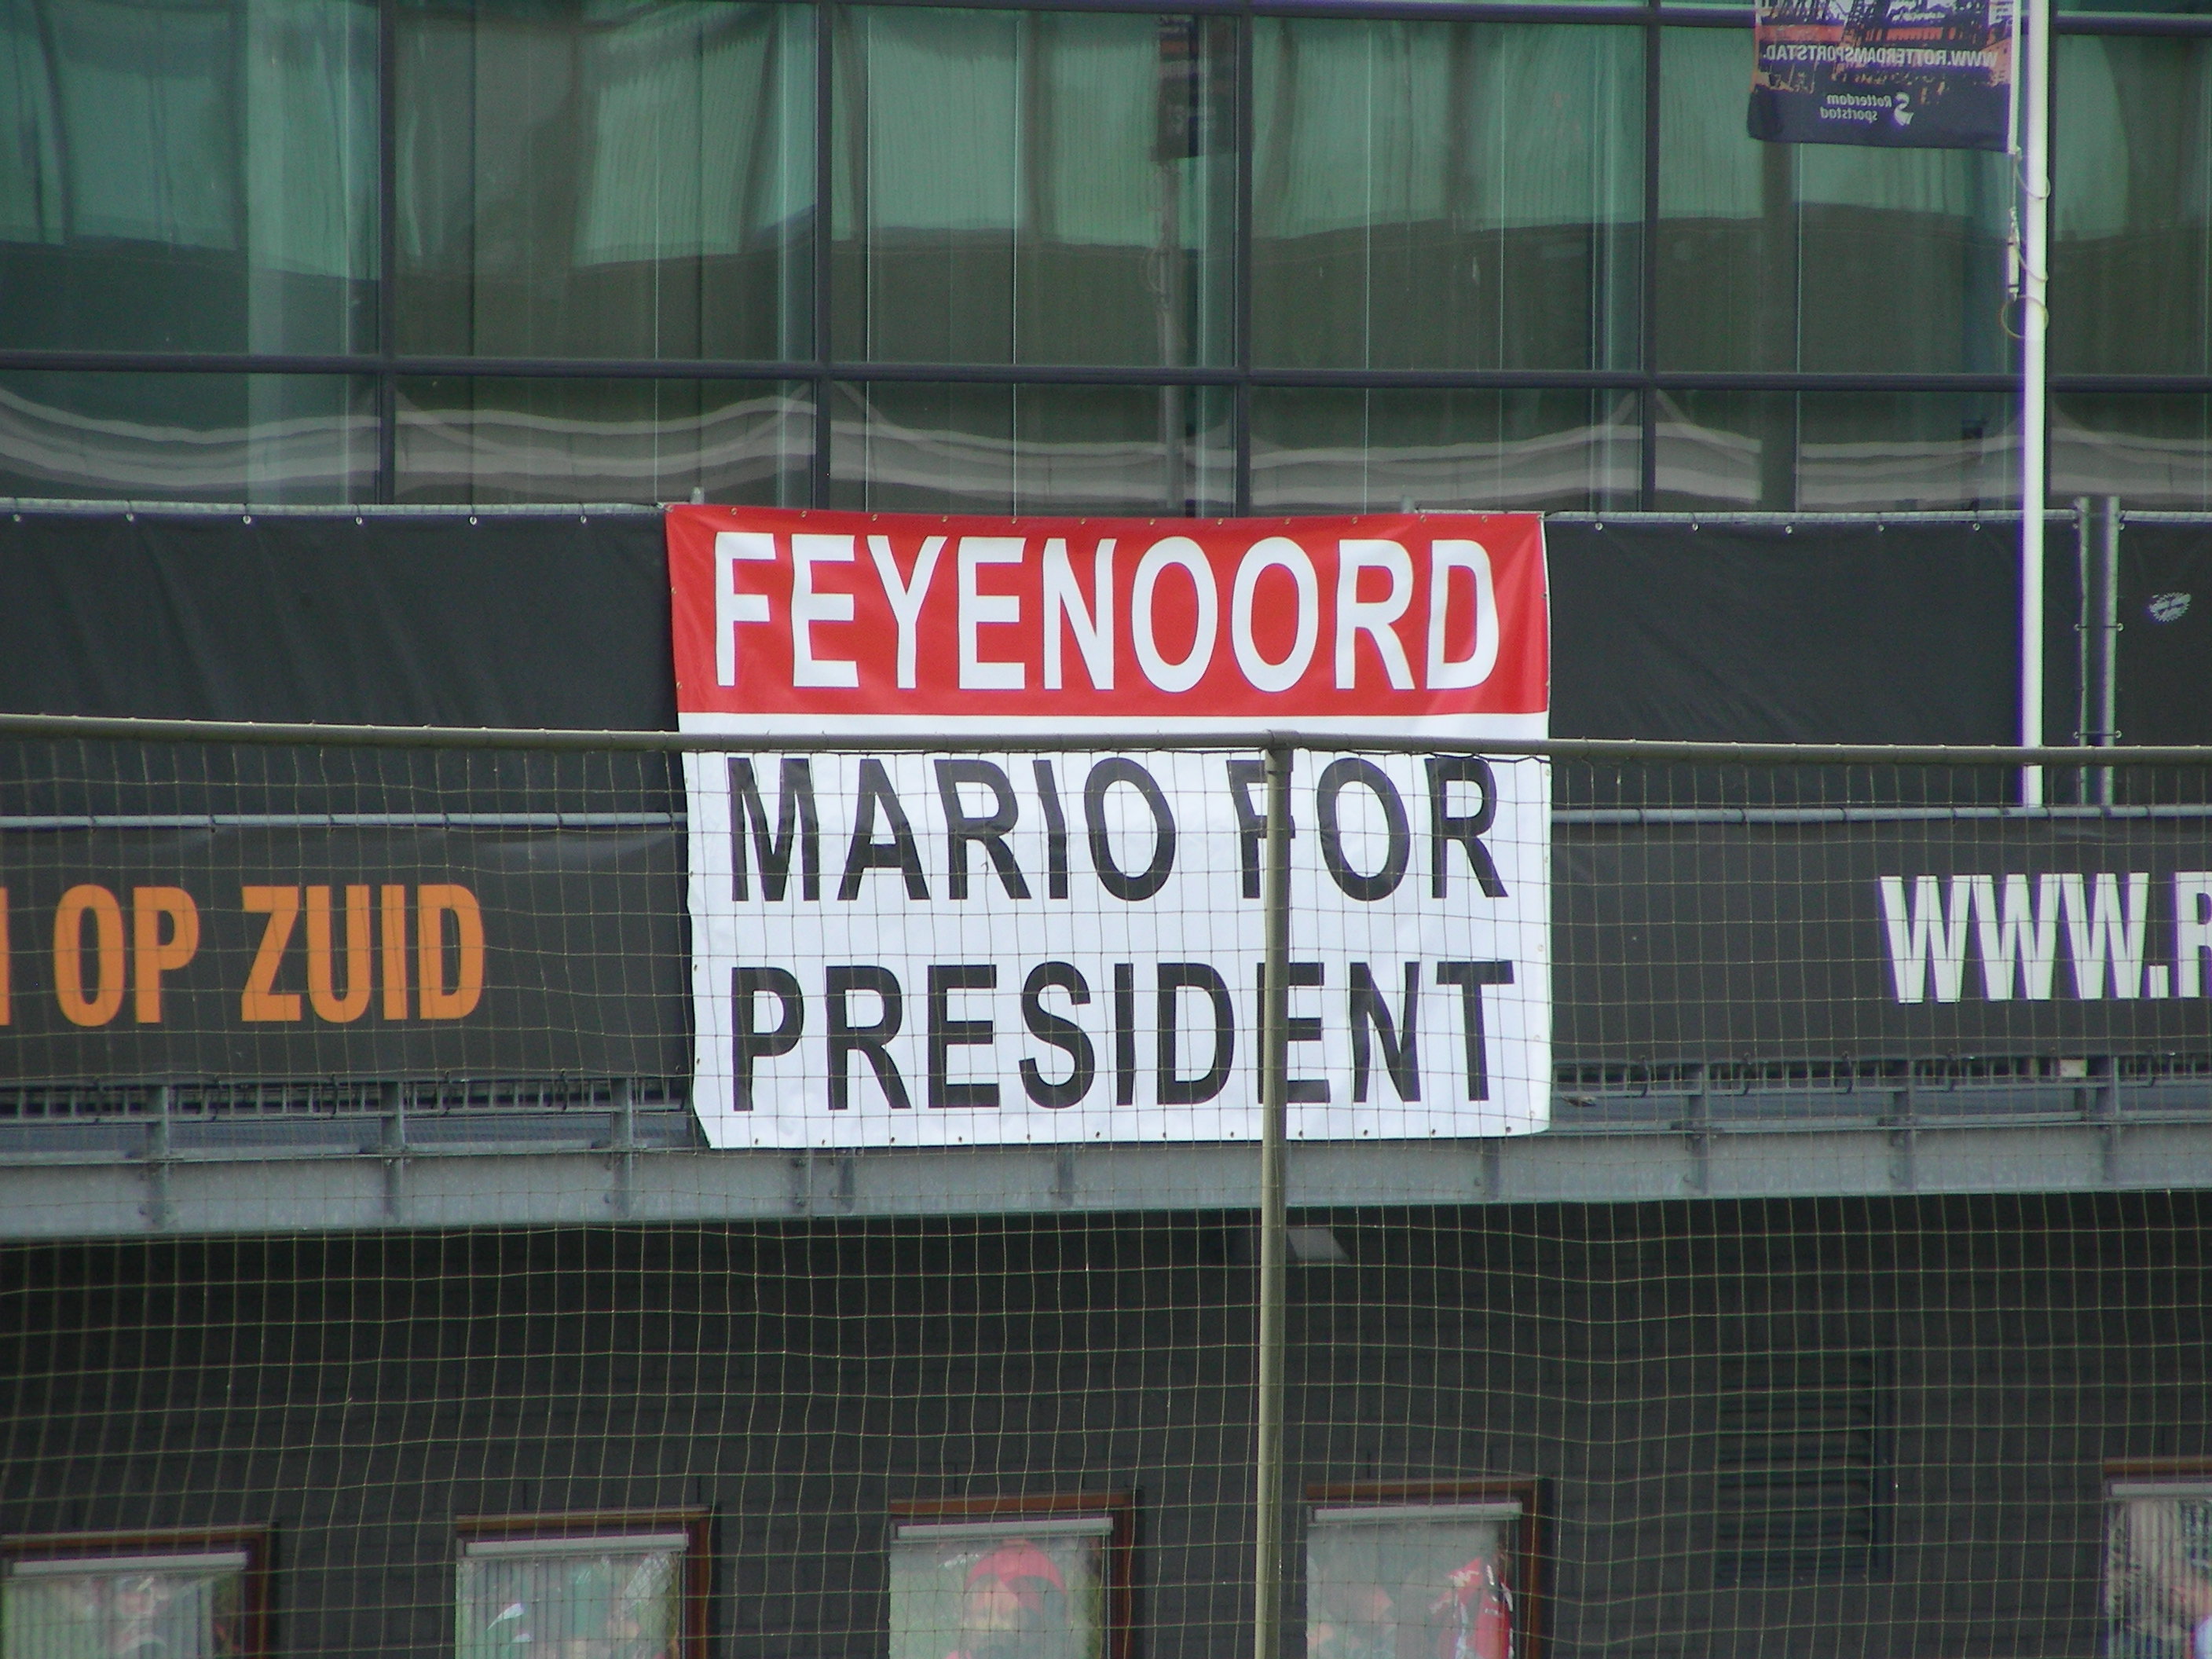 WWW.ROTTERDAMSPORTSTAD.
Rotterdam
sportstad
FEYENOORD
MARIO FOR
PRESIDENT
OP ZUID
WWW.R